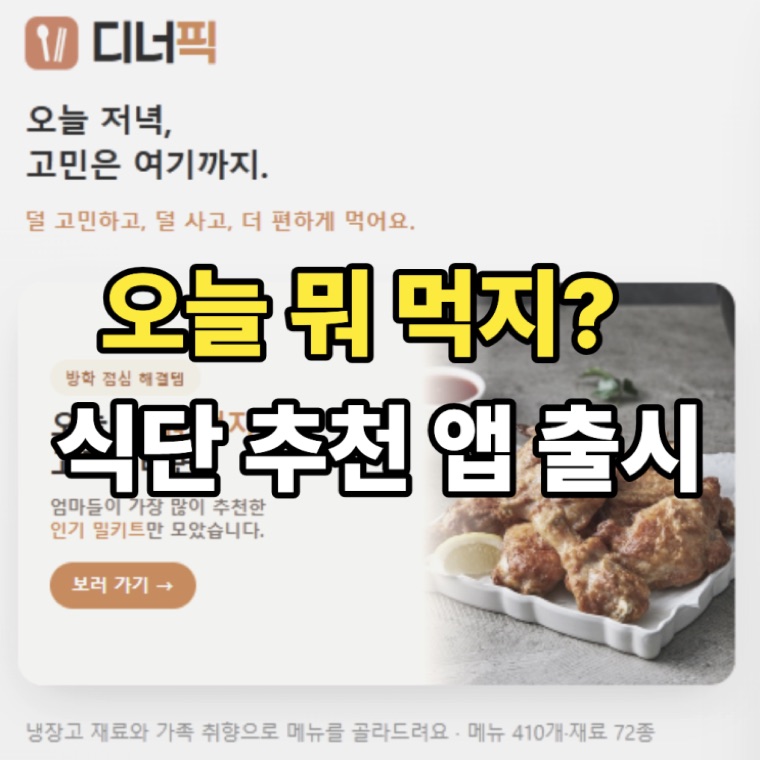 디너픽
오늘 저녁,
고민은 여기까지.
덜 고민하고, 덜 사고, 더 편하게 먹어요.
오늘 뭐 먹지?
방학 점심 해결템
식단 추천 앱 출시
엄마들이 가장 많이 추천한
인기 밀키트만 모았습니다.
보러 가기 →
냉장고 재료와 가족 취향으로 메뉴를 골라드려요 · 메뉴 410개·재료 72종